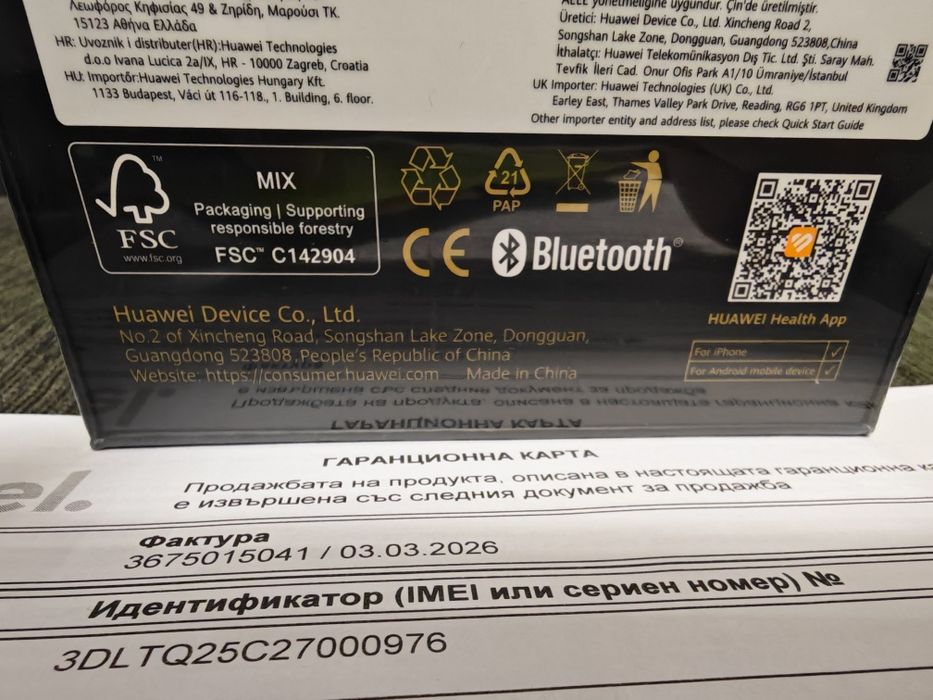 Λεωφόρος Κηφισίας 49 & Ζηρίδη, Μαρούσι ΤΚ.
15123 Αθήνα Ελλάδα
HR: Uvoznik i distributer(HR):Huawei Technologies
d.o.o Ivana Lucica 2a/IX, HR - 10000 Zagreb, Croatia
HU: Importőr:Huawei Technologies Hungary Kft.
1133 Budapest, Váci út 116-118., 1. Building, 6. floor.
AEEE yönetmeliğine uygundur. Çin'de üretilmiştir.
Üretici: Huawei Device Co., Ltd. Xincheng Road 2,
Songshan Lake Zone, Dongguan, Guangdong 523808,China
İthalatçı: Huawei Telekomünikasyon Dış Tic. Ltd. Şti. Saray Mah.
Tevfik İleri Cad. Onur Ofis Park A1/10 Ümraniye/İstanbul
UK Importer: Huawei Technologies (UK) Co., Ltd.
Earley East, Thames Valley Park Drive, Reading, RG6 1PT, United Kingdom
Other importer entity and address list, please check Quick Start Guide
FSC
www.fsc.org
MIX
Packaging | Supporting
responsible forestry
FSC™ C142904
21
PAP
CE
Bluetooth®
HUAWEI Health App
For iPhone ✓
For Android mobile device ✓
Huawei Device Co., Ltd.
No.2 of Xincheng Road, Songshan Lake Zone, Dongguan,
Guangdong 523808,People's Republic of China
Website: https://consumer.huawei.com Made in China
ГАРАНЦИОННА КАРТА
Продажбата на продукта, описана в настоящата гаранционна
е извършена със следния документ за продажба
el.
Фактура
3675015041 / 03.03.2026
Идентификатор (IMEI или сериен номер) №
3DLTQ25C27000976